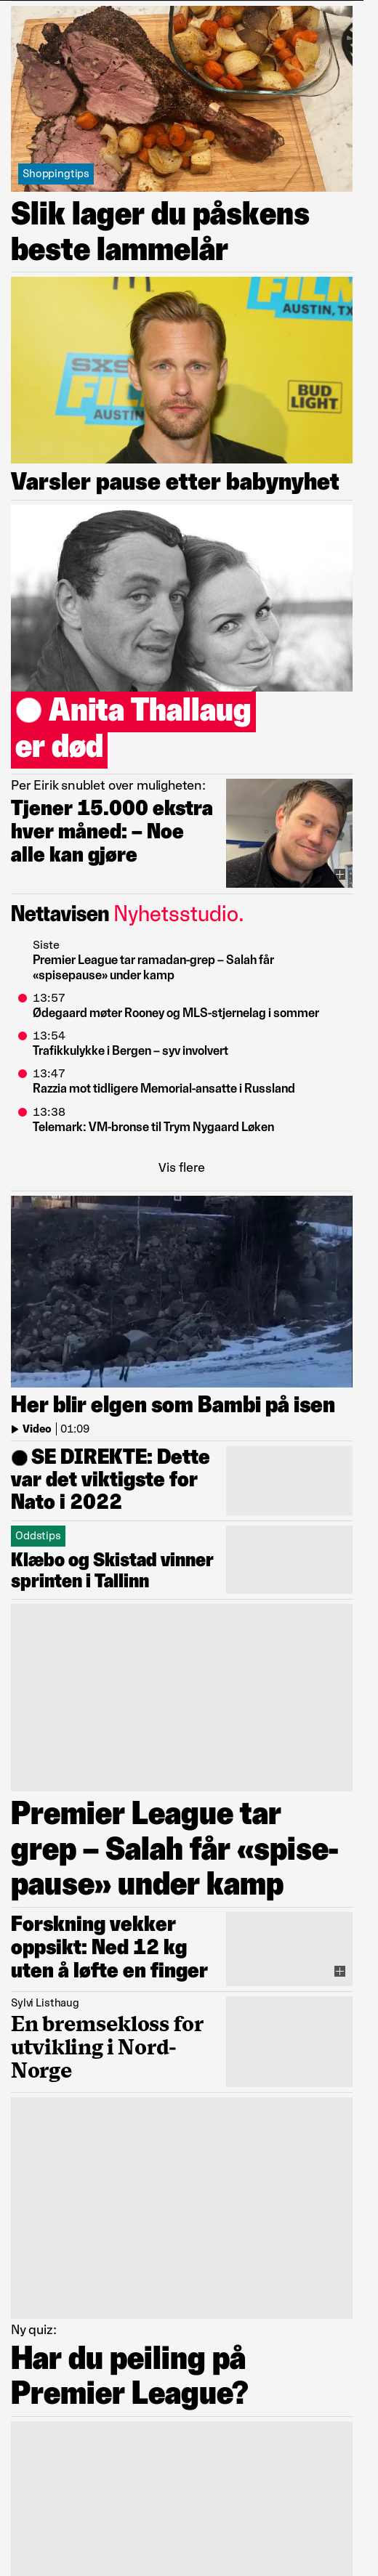 Shoppingtips
Slik lager du påskens
beste lammelår
FILM
AUSTIN, TX
SXS
FILM
AUSTIN
BUD
LIGHT
Varsler pause etter babynyhet
Anita Thallaug
er død
Per Eirik snublet over muligheten:
Tjener 15.000 ekstra
hver måned: – Noe
alle kan gjøre
Nettavisen Nyhetsstudio.
Siste
Premier League tar ramadan-grep – Salah får
«spisepause» under kamp
13:57
Ødegaard møter Rooney og MLS-stjernelag i sommer
13:54
Trafikkulykke i Bergen – syv involvert
13:47
Razzia mot tidligere Memorial-ansatte i Russland
13:38
Telemark: VM-bronse til Trym Nygaard Løken
Vis flere
Her blir elgen som Bambi på isen
Video | 01:09
SE DIREKTE: Dette
var det viktigste for
Nato i 2022
Oddstips
Klæbo og Skistad vinner
sprinten i Tallinn
Premier League tar
grep – Salah får «spise-
pause» under kamp
Forskning vekker
oppsikt: Ned 12 kg
uten å løfte en finger
Sylvi Listhaug
En bremsekloss for
utvikling i Nord-
Norge
Ny quiz:
Har du peiling på
Premier League?